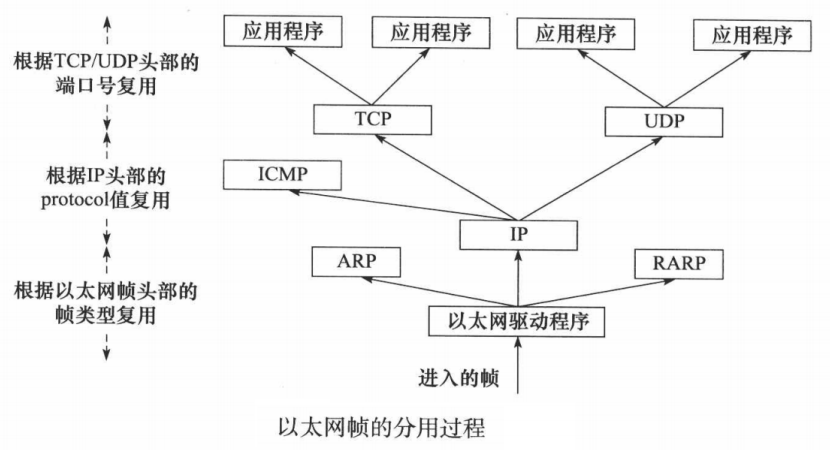 应用程序 应用程序 应用程序 应用程序
根据TCP/UDP头部的
端口号复用
TCP UDP
根据IP头部的
protocol值复用
ICMP
IP
ARP RARP
根据以太网帧头部的
帧类型复用
以太网驱动程序
进入的帧
以太网帧的分用过程